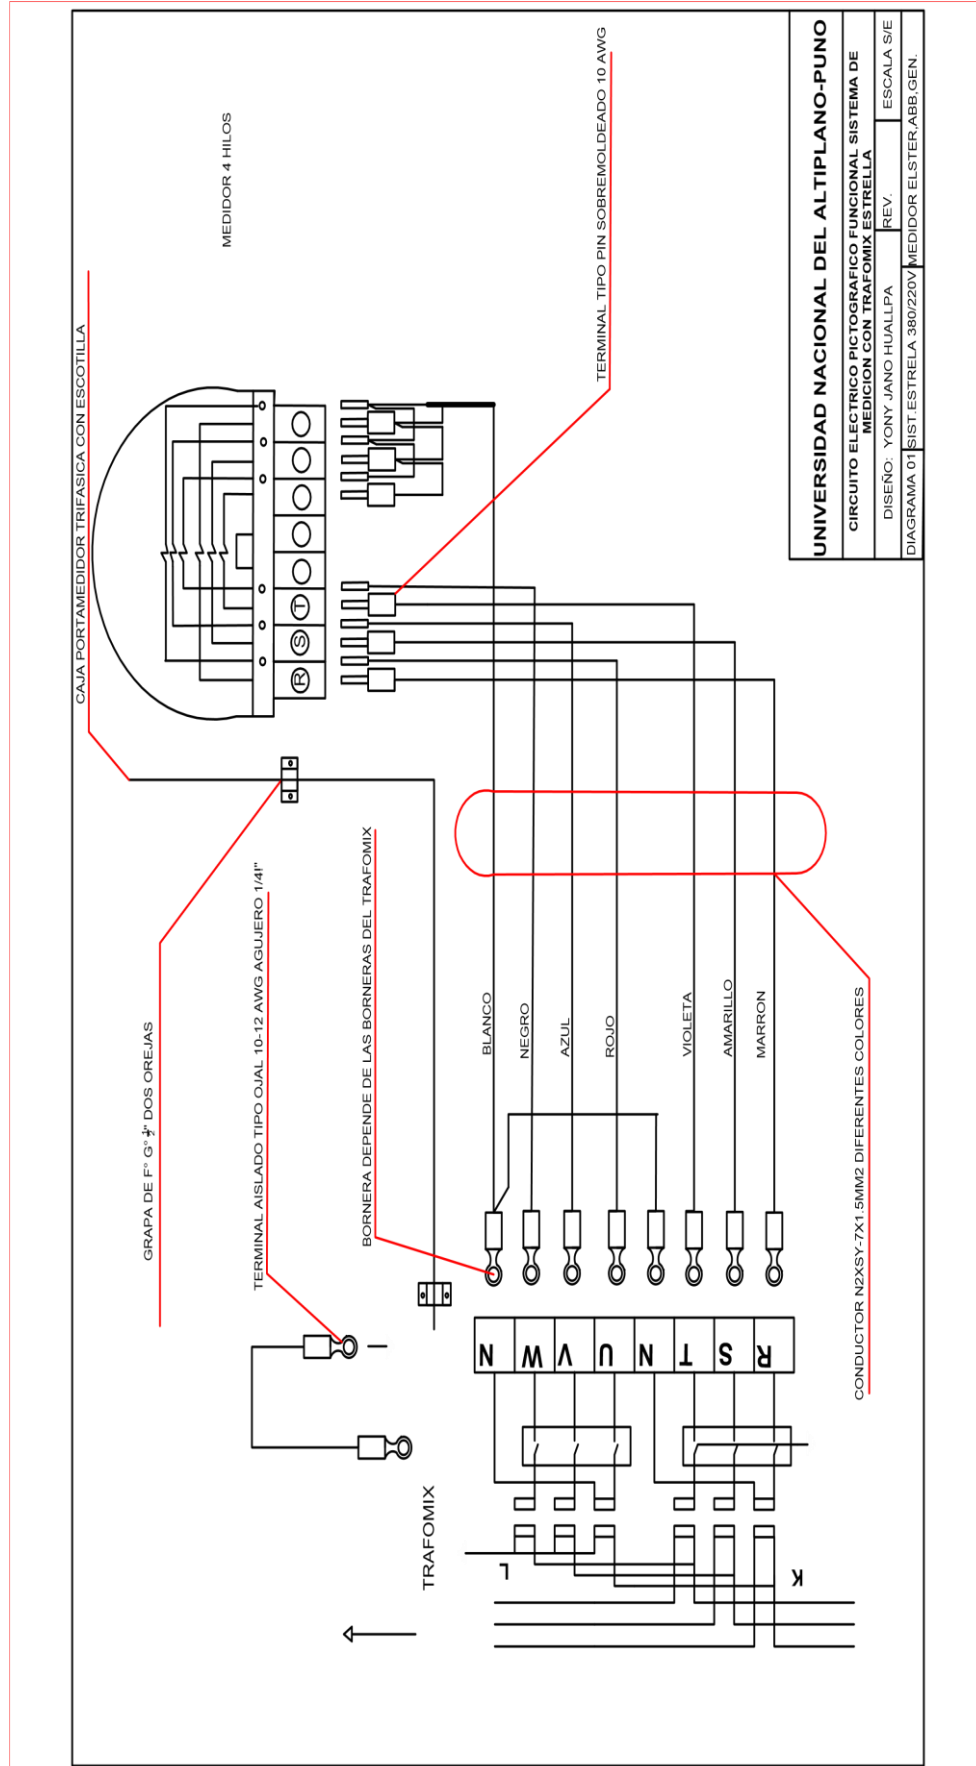 CAJA PORTAMEDIDOR TRIFASICA CON ESCOTILLA
MEDIDOR 4 HILOS
R
S
T
TERMINAL TIPO PIN SOBREMOLDEADO 10 AWG
GRAPA DE F° G° ½" DOS OREJAS
TERMINAL AISLADO TIPO OJAL 10-12 AWG AGUJERO 1/4!"
BORNERA DEPENDE DE LAS BORNERAS DEL TRAFOMIX
BLANCO
NEGRO
AZUL
ROJO
VIOLETA
AMARILLO
MARRON
CONDUCTOR N2XSY-7X1.5MM2 DIFERENTES COLORES
N
W
V
U
N
T
S
R
TRAFOMIX
L
K
UNIVERSIDAD NACIONAL DEL ALTIPLANO-PUNO
CIRCUITO ELECTRICO PICTOGRAFICO FUNCIONAL SISTEMA DE
MEDICION CON TRAFOMIX ESTRELLA
DISEÑO: YONY JANO HUALLPA
REV.
ESCALA S/E
DIAGRAMA 01
SIST.ESTRELA 380/220V
MEDIDOR ELSTER,ABB,GEN.